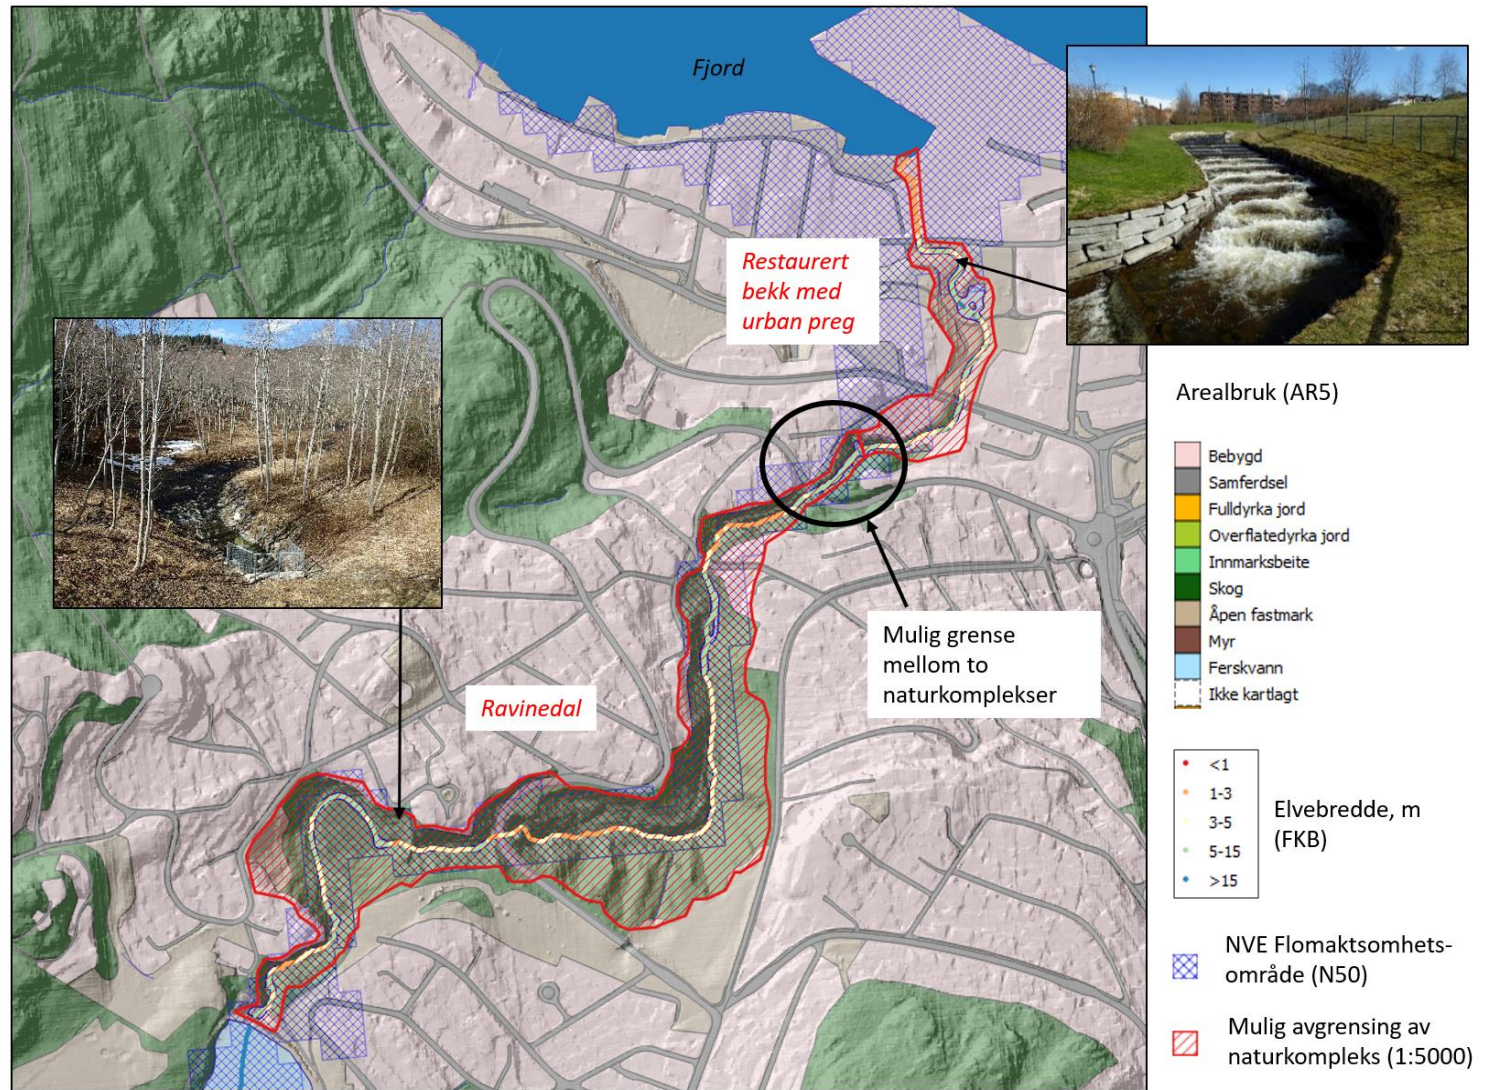 Fjord
Restaurert
bekk med
urban preg
Ravinedal
Mulig grense
mellom to
naturkomplekser
Arealbruk (AR5)
Bebygd
Samferdsel
Fulldyrka jord
Overflatedyrka jord
Innmarksbeite
Skog
Åpen fastmark
Myr
Ferskvann
Ikke kartlagt
<1
1-3
3-5
5-15
>15
Elvebredde, m
(FKB)
NVE Flomaktsomhets-
område (N50)
Mulig avgrensing av
naturkompleks (1:5000)